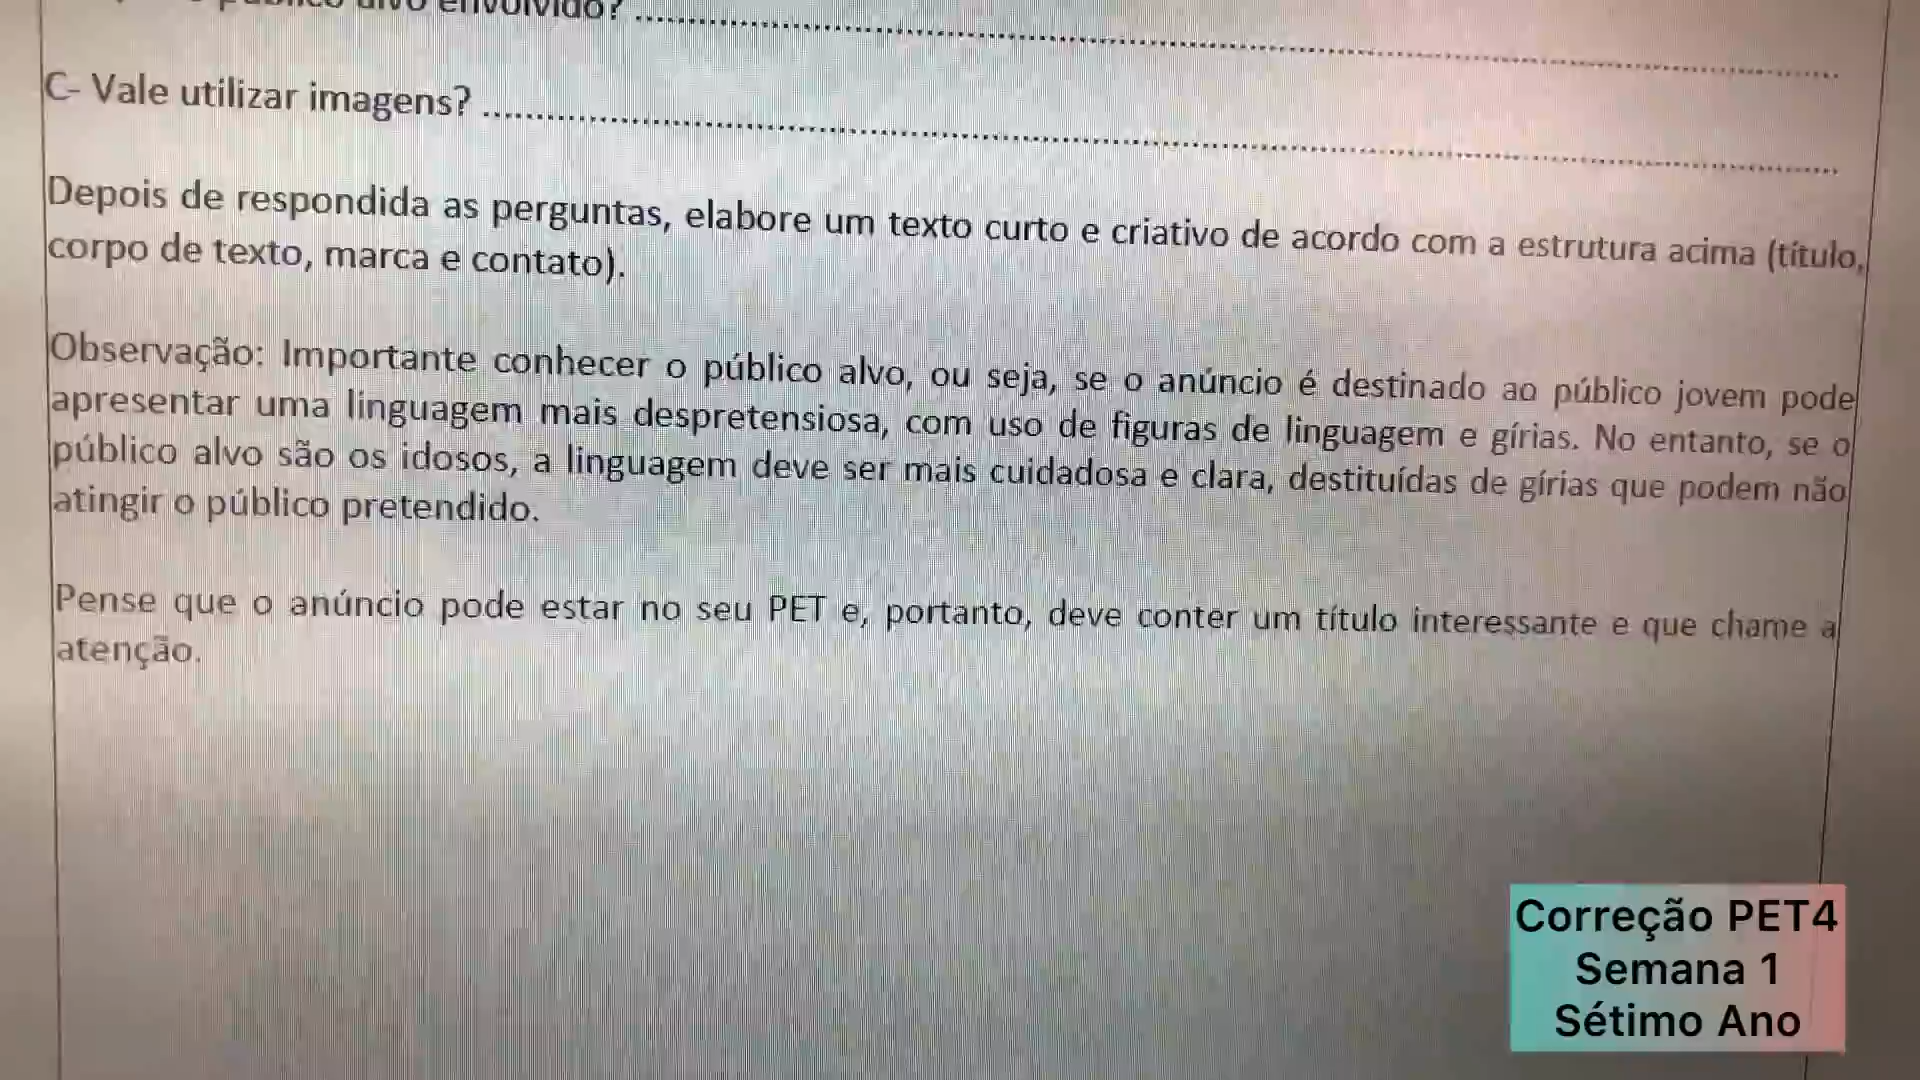 público alvo envolvido? ................................................................
C- Vale utilizar imagens? ................................................................
Depois de respondida as perguntas, elabore um texto curto e criativo de acordo com a estrutura acima (título,
corpo de texto, marca e contato).
Observação: Importante conhecer o público alvo, ou seja, se o anúncio é destinado ao público jovem pode
apresentar uma linguagem mais despretensiosa, com uso de figuras de linguagem e gírias. No entanto, se o
público alvo são os idosos, a linguagem deve ser mais cuidadosa e clara, destituídas de gírias que podem não
atingir o público pretendido.
Pense que o anúncio pode estar no seu PET e, portanto, deve conter um título interessante e que chame a
atenção.
Correção PET4
Semana 1
Sétimo Ano